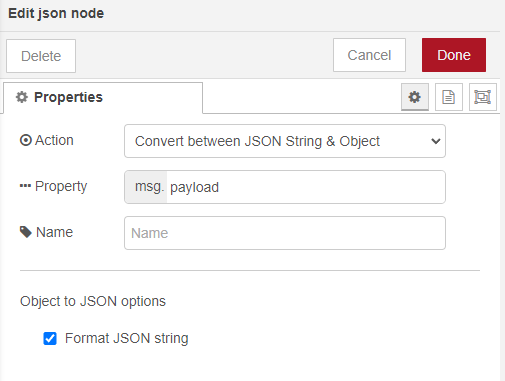 Edit json node
Delete
Cancel
Done
Properties
Action
Convert between JSON String & Object
Property
msg. payload
Name
Name
Object to JSON options
Format JSON string